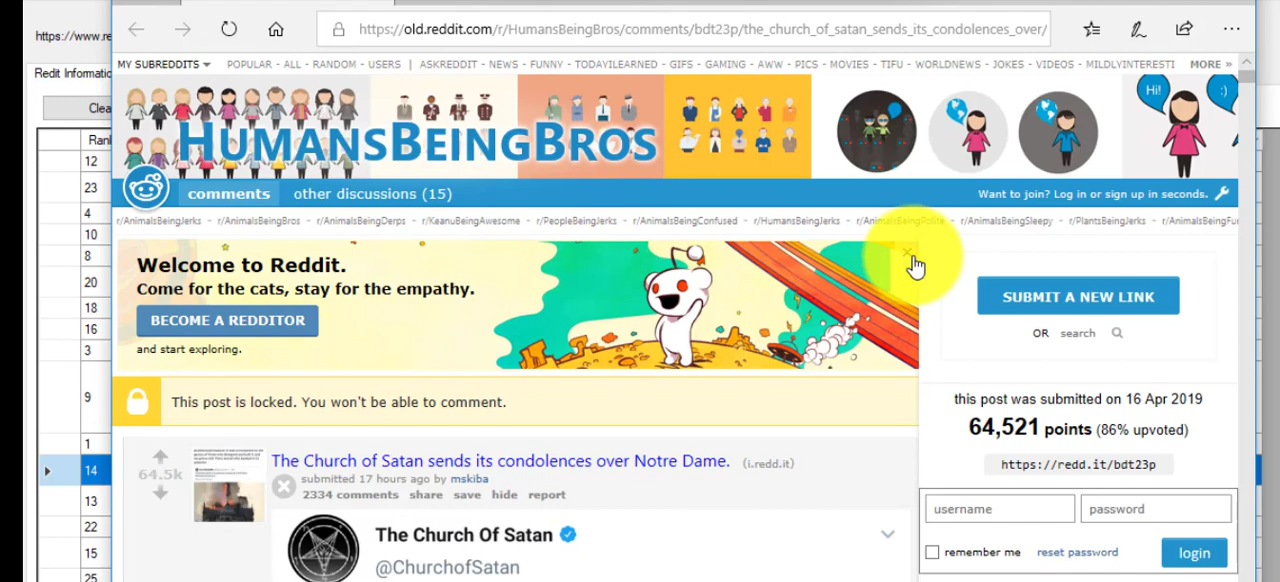 https://www.re
https://old.reddit.com/r/HumansBeingBros/comments/bdt23p/the_church_of_satan_sends_its_condolences_over/
Redit Informatio
MY SUBREDDITS POPULAR - ALL - RANDOM - USERS | ASKREDDIT - NEWS - FUNNY - TODAYILEARNED - GIFS - GAMING - AWW - PICS - MOVIES - TIFU - WORLDNEWS - JOKES - VIDEOS - MILDLYINTERESTI MORE »
Hi! :)
Clea
HUMANSBEINGBROS
Rank
12
23
4
10
8
20
18
16
3
9
1
14
13
22
15
25
comments other discussions (15) Want to join? Log in or sign up in seconds.
r/AnimalsBeingJerks - r/AnimalsBeingBros - r/AnimalsBeingDerps - r/KeanuBeingAwesome - r/PeopleBeingJerks - r/AnimalsBeingConfused - r/HumansBeingJerks - r/AnimalsBeingPolite - r/AnimalsBeingSleepy - r/PlantsBeingJerks - r/AnimalsBeingFu
Welcome to Reddit.
Come for the cats, stay for the empathy.
BECOME A REDDITOR
and start exploring.
This post is locked. You won't be able to comment.
64.5k
The Church of Satan sends its condolences over Notre Dame. (i.redd.it)
submitted 17 hours ago by mskiba
2334 comments share save hide report
The Church Of Satan
@ChurchofSatan
SUBMIT A NEW LINK
OR search
this post was submitted on 16 Apr 2019
64,521 points (86% upvoted)
https://redd.it/bdt23p
username password
remember me reset password login